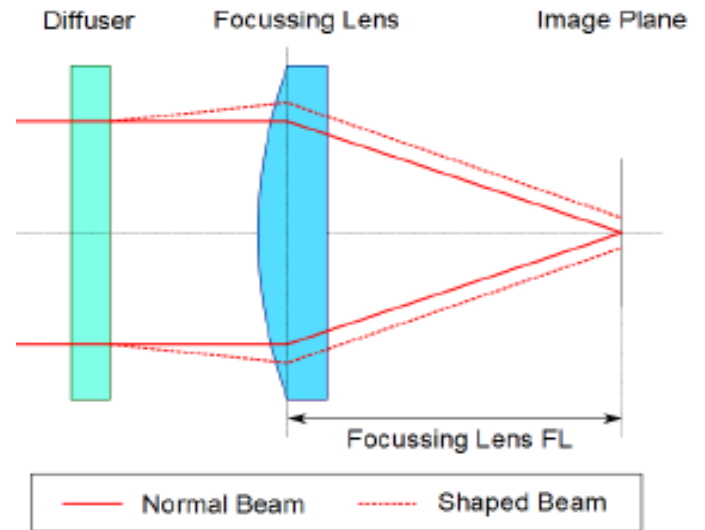 Diffuser
Focussing Lens
Image Plane
Focussing Lens FL
Normal Beam
Shaped Beam